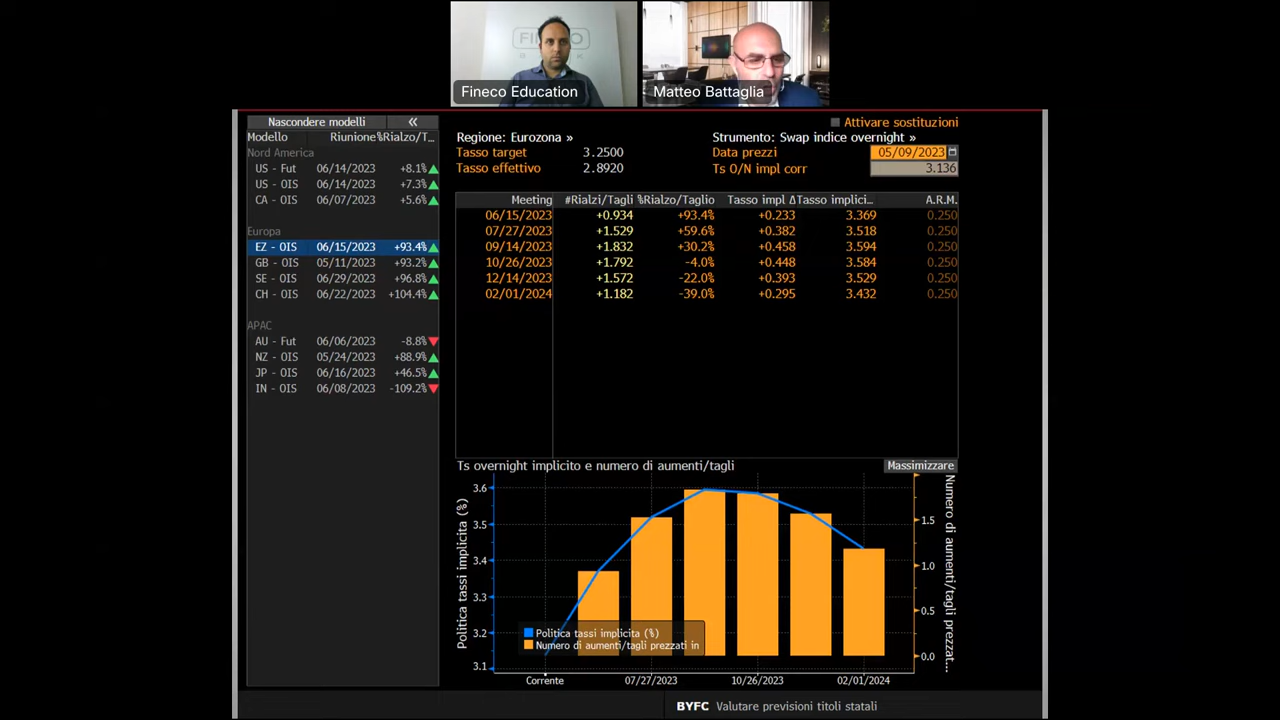 FINECO
BANK
Fineco Education
Matteo Battaglia
Nascondere modelli «
Modello Riunione %Rialzo/T...
Nord America
US - Fut 06/14/2023 +8.1%
US - OIS 06/14/2023 +7.3%
CA - OIS 06/07/2023 +5.6%
Europa
EZ - OIS 06/15/2023 +93.4%
GB - OIS 05/11/2023 +93.2%
SE - OIS 06/29/2023 +96.8%
CH - OIS 06/22/2023 +104.4%
APAC
AU - Fut 06/06/2023 -8.8%
NZ - OIS 05/24/2023 +88.9%
JP - OIS 06/16/2023 +46.5%
IN - OIS 06/08/2023 -109.2%
Attivare sostituzioni
Regione: Eurozona » Strumento: Swap indice overnight »
Tasso target 3.2500 Data prezzi 05/09/2023
Tasso effettivo 2.8920 Ts O/N impl corr 3.136
Meeting #Rialzi/Tagli %Rialzo/Taglio Tasso impl Δ Tasso implici... A.R.M.
06/15/2023 +0.934 +93.4% +0.233 3.369 0.250
07/27/2023 +1.529 +59.6% +0.382 3.518 0.250
09/14/2023 +1.832 +30.2% +0.458 3.594 0.250
10/26/2023 +1.792 -4.0% +0.448 3.584 0.250
12/14/2023 +1.572 -22.0% +0.393 3.529 0.250
02/01/2024 +1.182 -39.0% +0.295 3.432 0.250
Ts overnight implicito e numero di aumenti/tagli Massimizzare
Politica tassi implicita (%)
3.6
3.5
3.4
3.3
3.2
3.1
Politica tassi implicita (%)
Numero di aumenti/tagli prezzati in
1.5
1.0
0.5
0.0
Numero di aumenti/tagli prezzat...
Corrente 07/27/2023 10/26/2023 02/01/2024
BYFC Valutare previsioni titoli statali